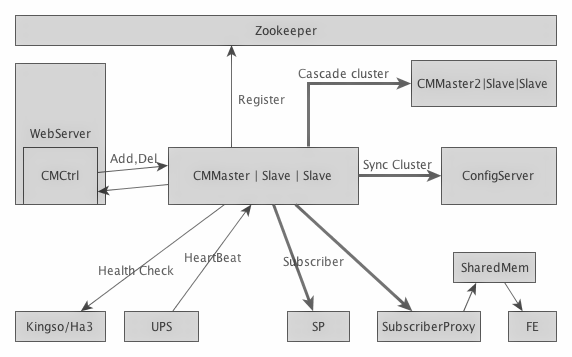 Zookeeper
Cascade cluster
CMMaster2|Slave|Slave
Register
WebServer
Add,Del
CMCtrl
CMMaster | Slave | Slave
Sync Cluster
ConfigServer
Health Check
HeartBeat
Subscriber
SharedMem
Kingso/Ha3
UPS
SP
SubscriberProxy
FE